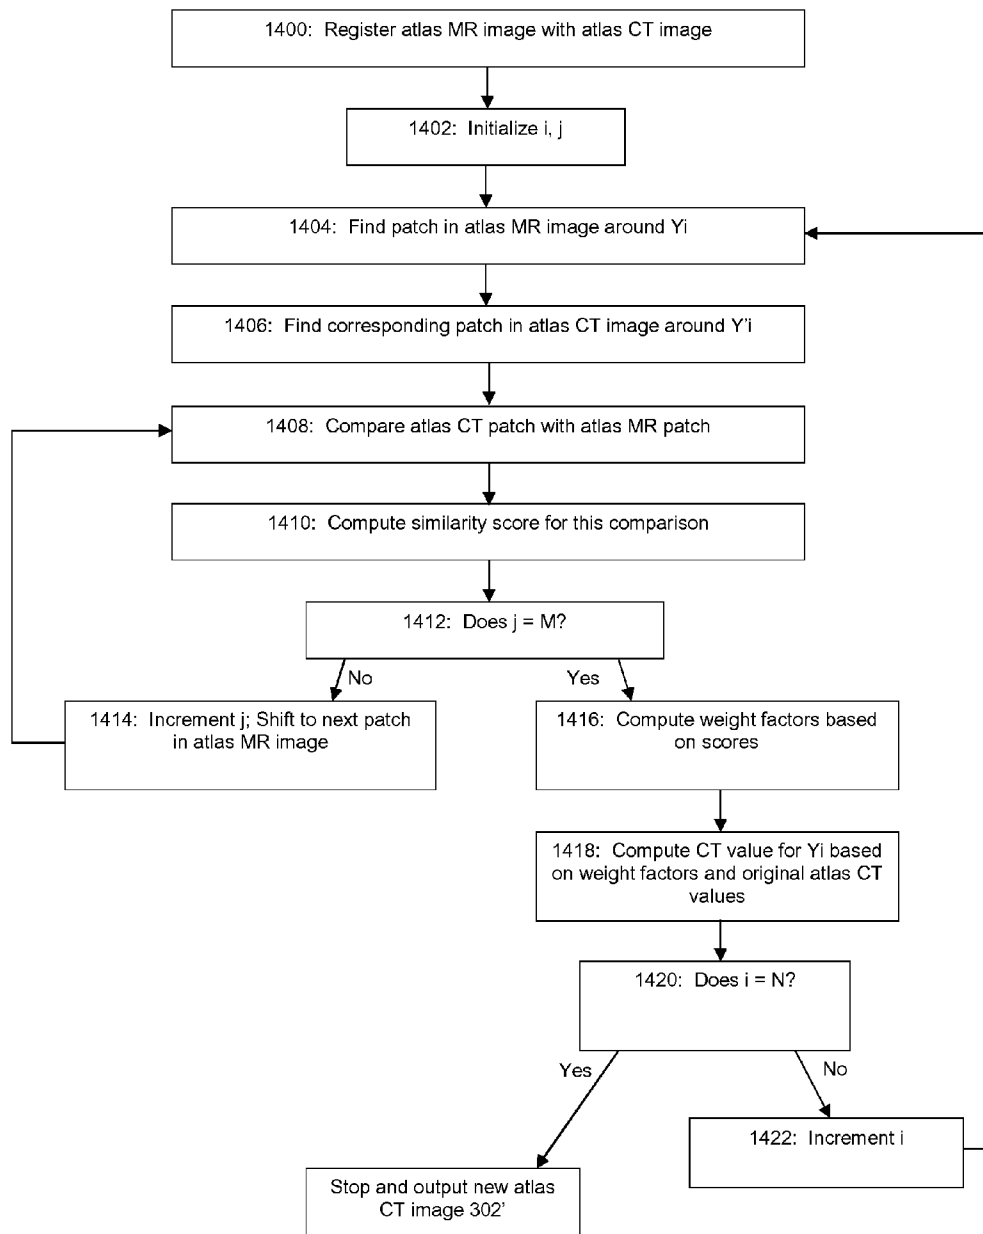 1400: Register atlas MR image with atlas CT image
1402: Initialize i, j
1404: Find patch in atlas MR image around Yi
1406: Find corresponding patch in atlas CT image around Y'i
1408: Compare atlas CT patch with atlas MR patch
1410: Compute similarity score for this comparison
1412: Does j = M?
No
Yes
1414: Increment j; Shift to next patch
in atlas MR image
1416: Compute weight factors based
on scores
1418: Compute CT value for Yi based
on weight factors and original atlas CT
values
1420: Does i = N?
Yes
No
1422: Increment i
Stop and output new atlas
CT image 302'